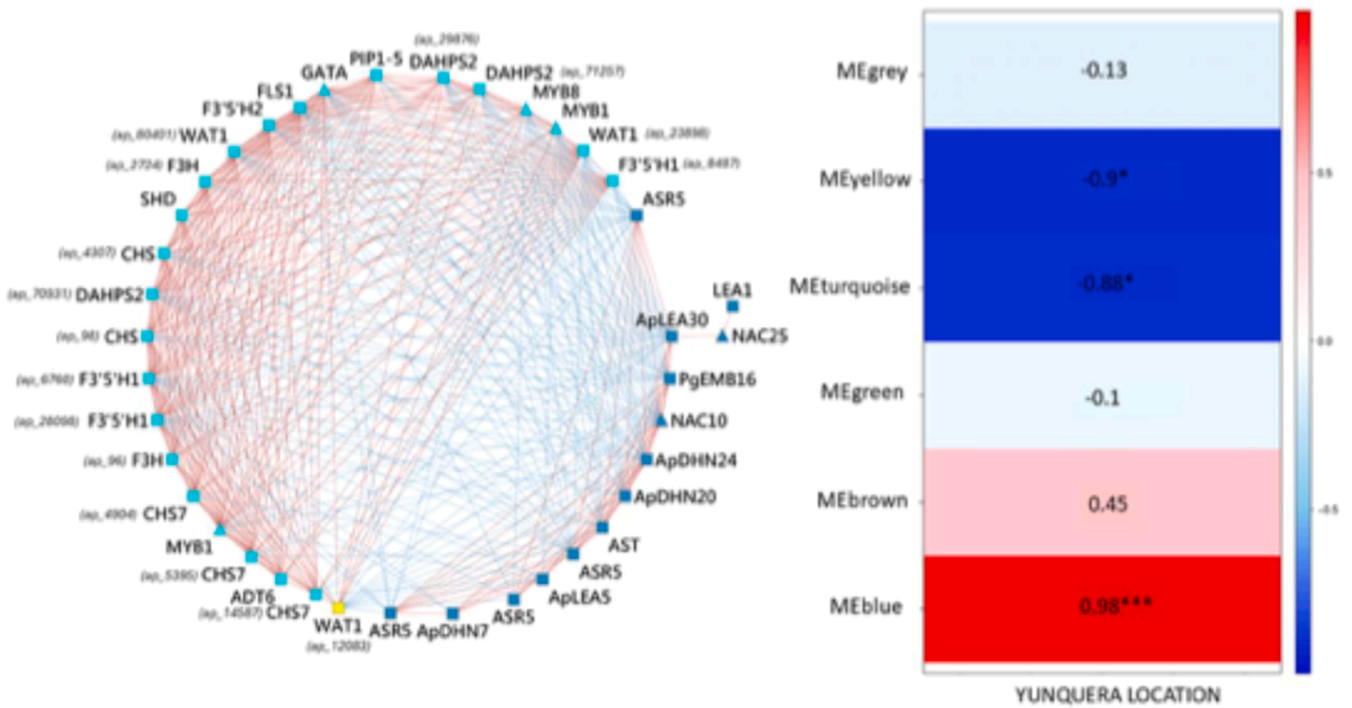 (ap_29876)
PIP1-5 DAHPS2
GATA
DAHPS2 (ap_71257)
FLS1
MYB8
F3'5'H2
MYB1
(ap_80401) WAT1
WAT1 (ap_23898)
(ap_2724) F3H
F3'5'H1 (ap_8487)
SHD
ASR5
(ap_4307) CHS
(ap_70931) DAHPS2
LEA1
ApLEA30
(ap_98) CHS
NAC25
(ap_6760) F3'5'H1
PgEMB16
(ap_26098) F3'5'H1
NAC10
(ap_96) F3H
ApDHN24
ApDHN20
(ap_4904) CHS7
AST
MYB1
ASR5
(ap_5395) CHS7
ADT6
ApLEA5
(ap_14587) CHS7
ASR5
WAT1 ASR5 ApDHN7
(ap_12083)
MEgrey
-0.13
MEyellow
-0.9*
MEturquoise
-0.88*
MEgreen
-0.1
MEbrown
0.45
MEblue
0.98***
0.5
0.0
-0.5
YUNQUERA LOCATION